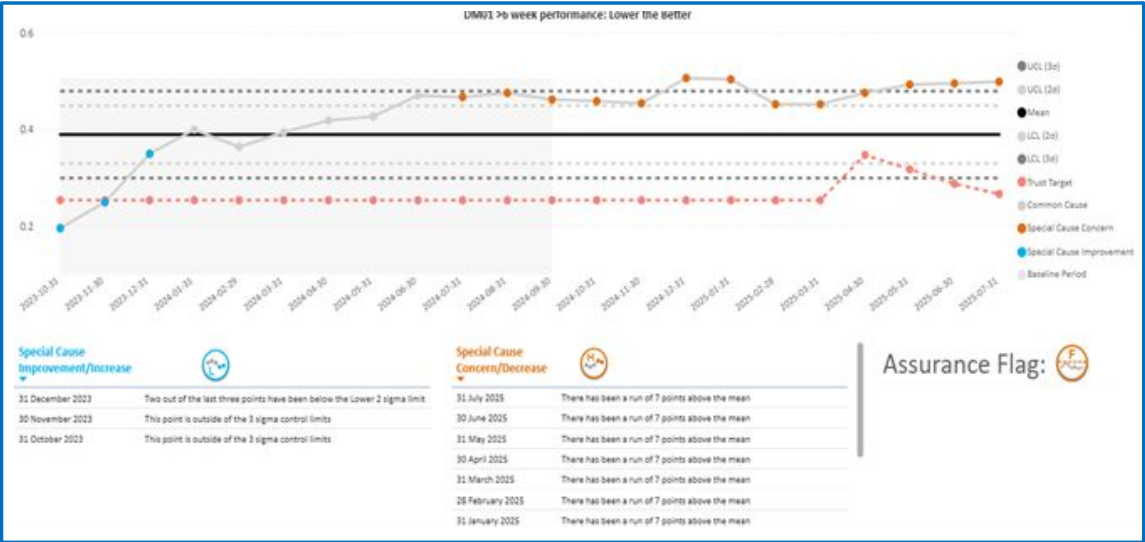 DM01 >6 week performance: Lower the Better
0.6
0.4
0.2
UCL (3σ)
UCL (2σ)
Mean
LCL (2σ)
LCL (3σ)
Trust Target
Common Cause
Special Cause Concern
Special Cause Improvement
Baseline Period
2023-10-31
2023-11-30
2023-12-31
2024-01-31
2024-02-29
2024-03-31
2024-04-30
2024-05-31
2024-06-30
2024-07-31
2024-08-31
2024-09-30
2024-10-31
2024-11-30
2024-12-31
2025-01-31
2025-02-28
2025-03-31
2025-04-30
2025-05-31
2025-06-30
2025-07-31
Special Cause
Improvement/Increase
L
31 December 2023 Two out of the last three points have been below the Lower 2 sigma limit
30 November 2023 This point is outside of the 3 sigma control limits
31 October 2023 This point is outside of the 3 sigma control limits
Special Cause
Concern/Decrease
H
31 July 2025 There has been a run of 7 points above the mean
30 June 2025 There has been a run of 7 points above the mean
31 May 2025 There has been a run of 7 points above the mean
30 April 2025 There has been a run of 7 points above the mean
31 March 2025 There has been a run of 7 points above the mean
28 February 2025 There has been a run of 7 points above the mean
31 January 2025 There has been a run of 7 points above the mean
Assurance Flag:
F